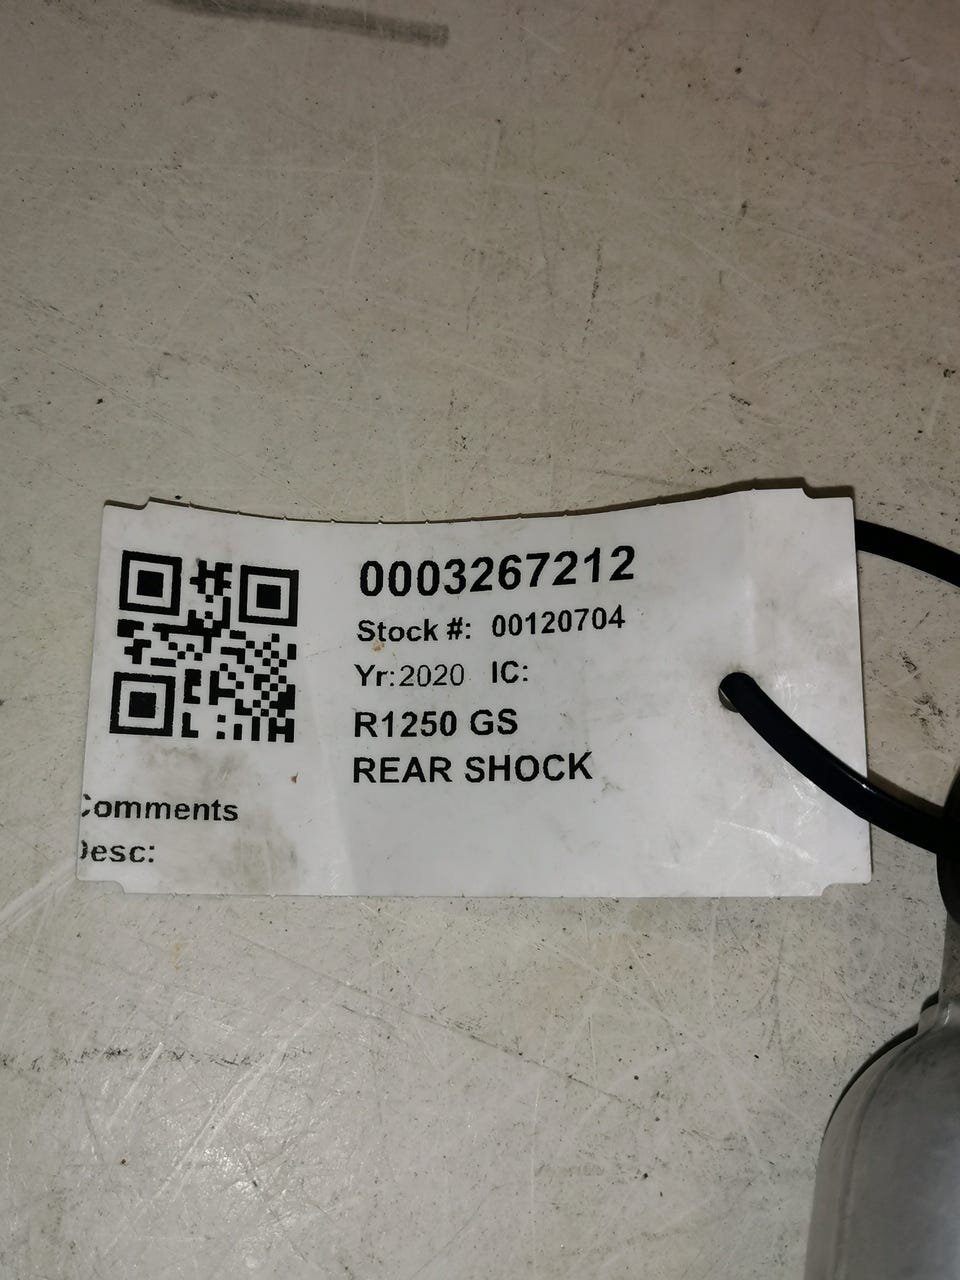 0003267212
Stock #: 00120704
Yr:2020 IC:
R1250 GS
REAR SHOCK
Comments
Desc: